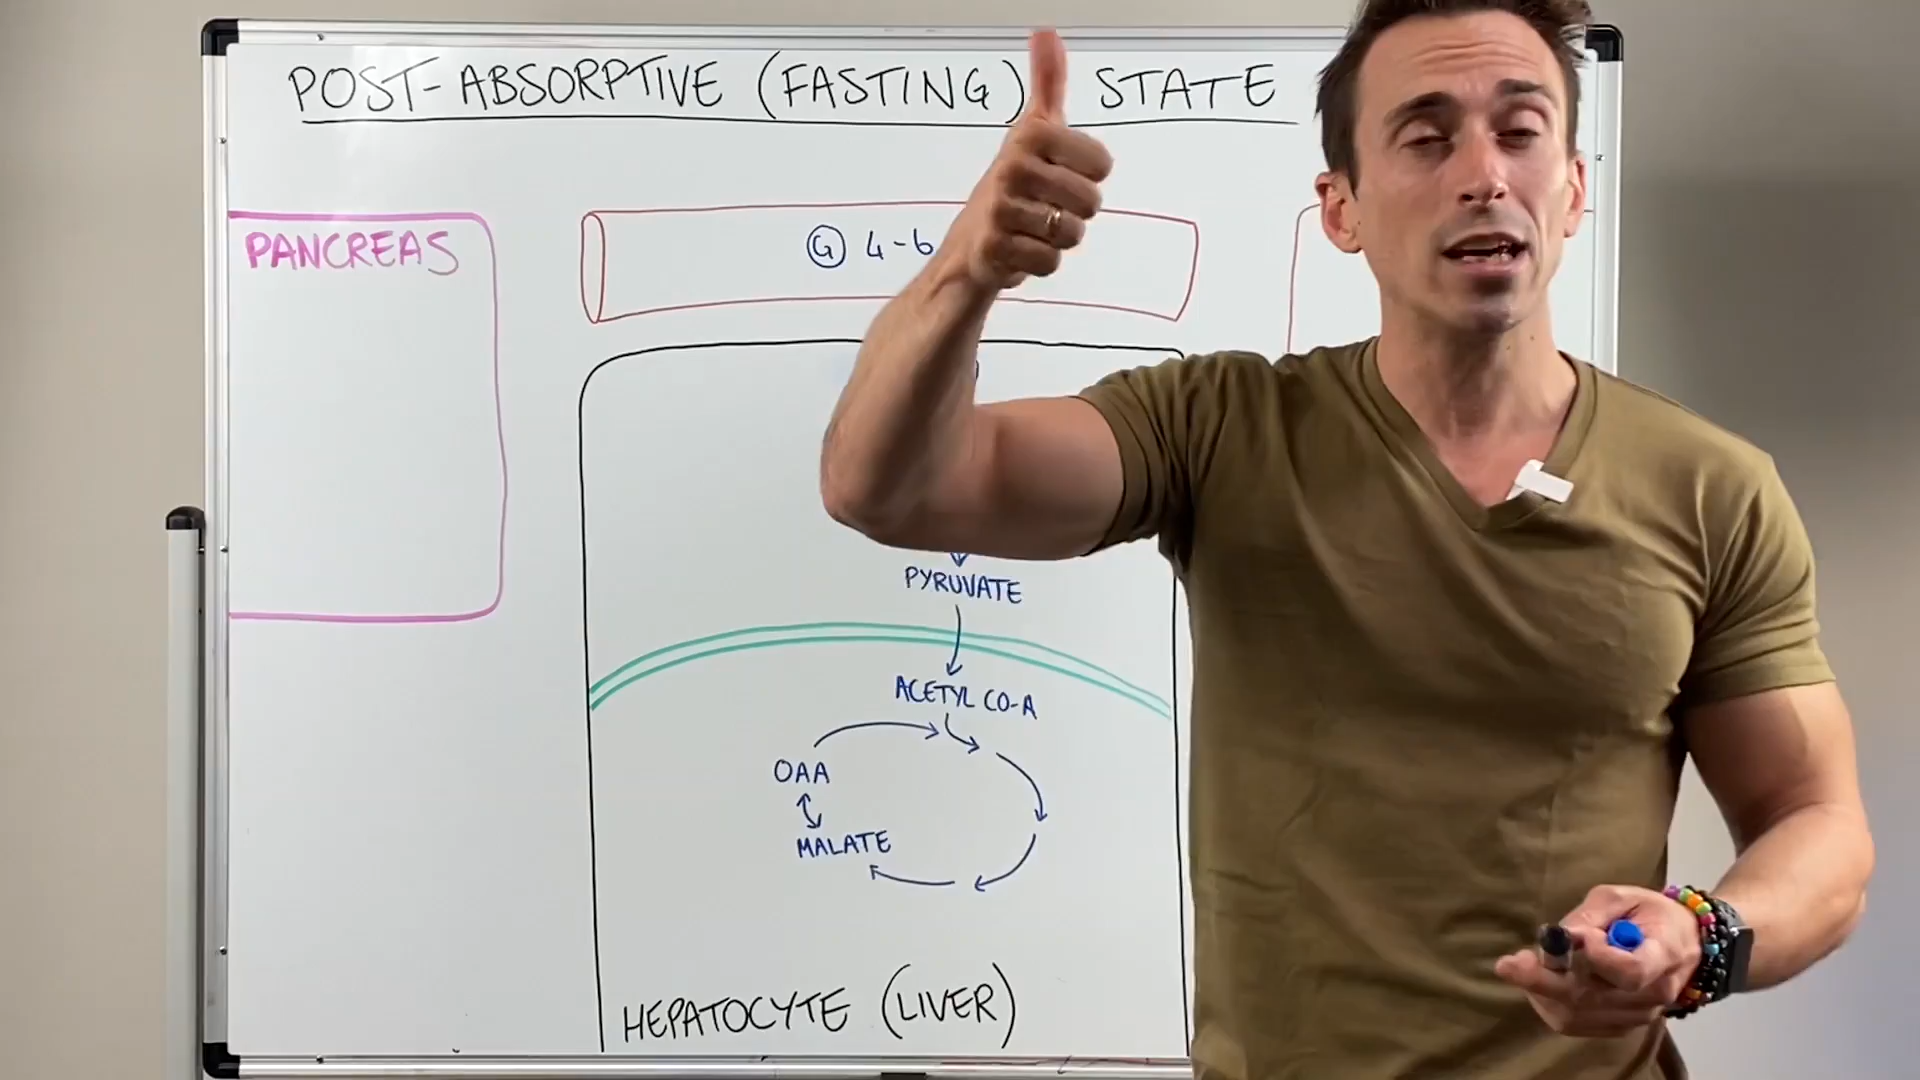 POST-ABSORPTIVE (FASTING) STATE
PANCREAS
G 4-6
PYRUVATE
ACETYL CO-A
OAA
MALATE
HEPATOCYTE (LIVER)